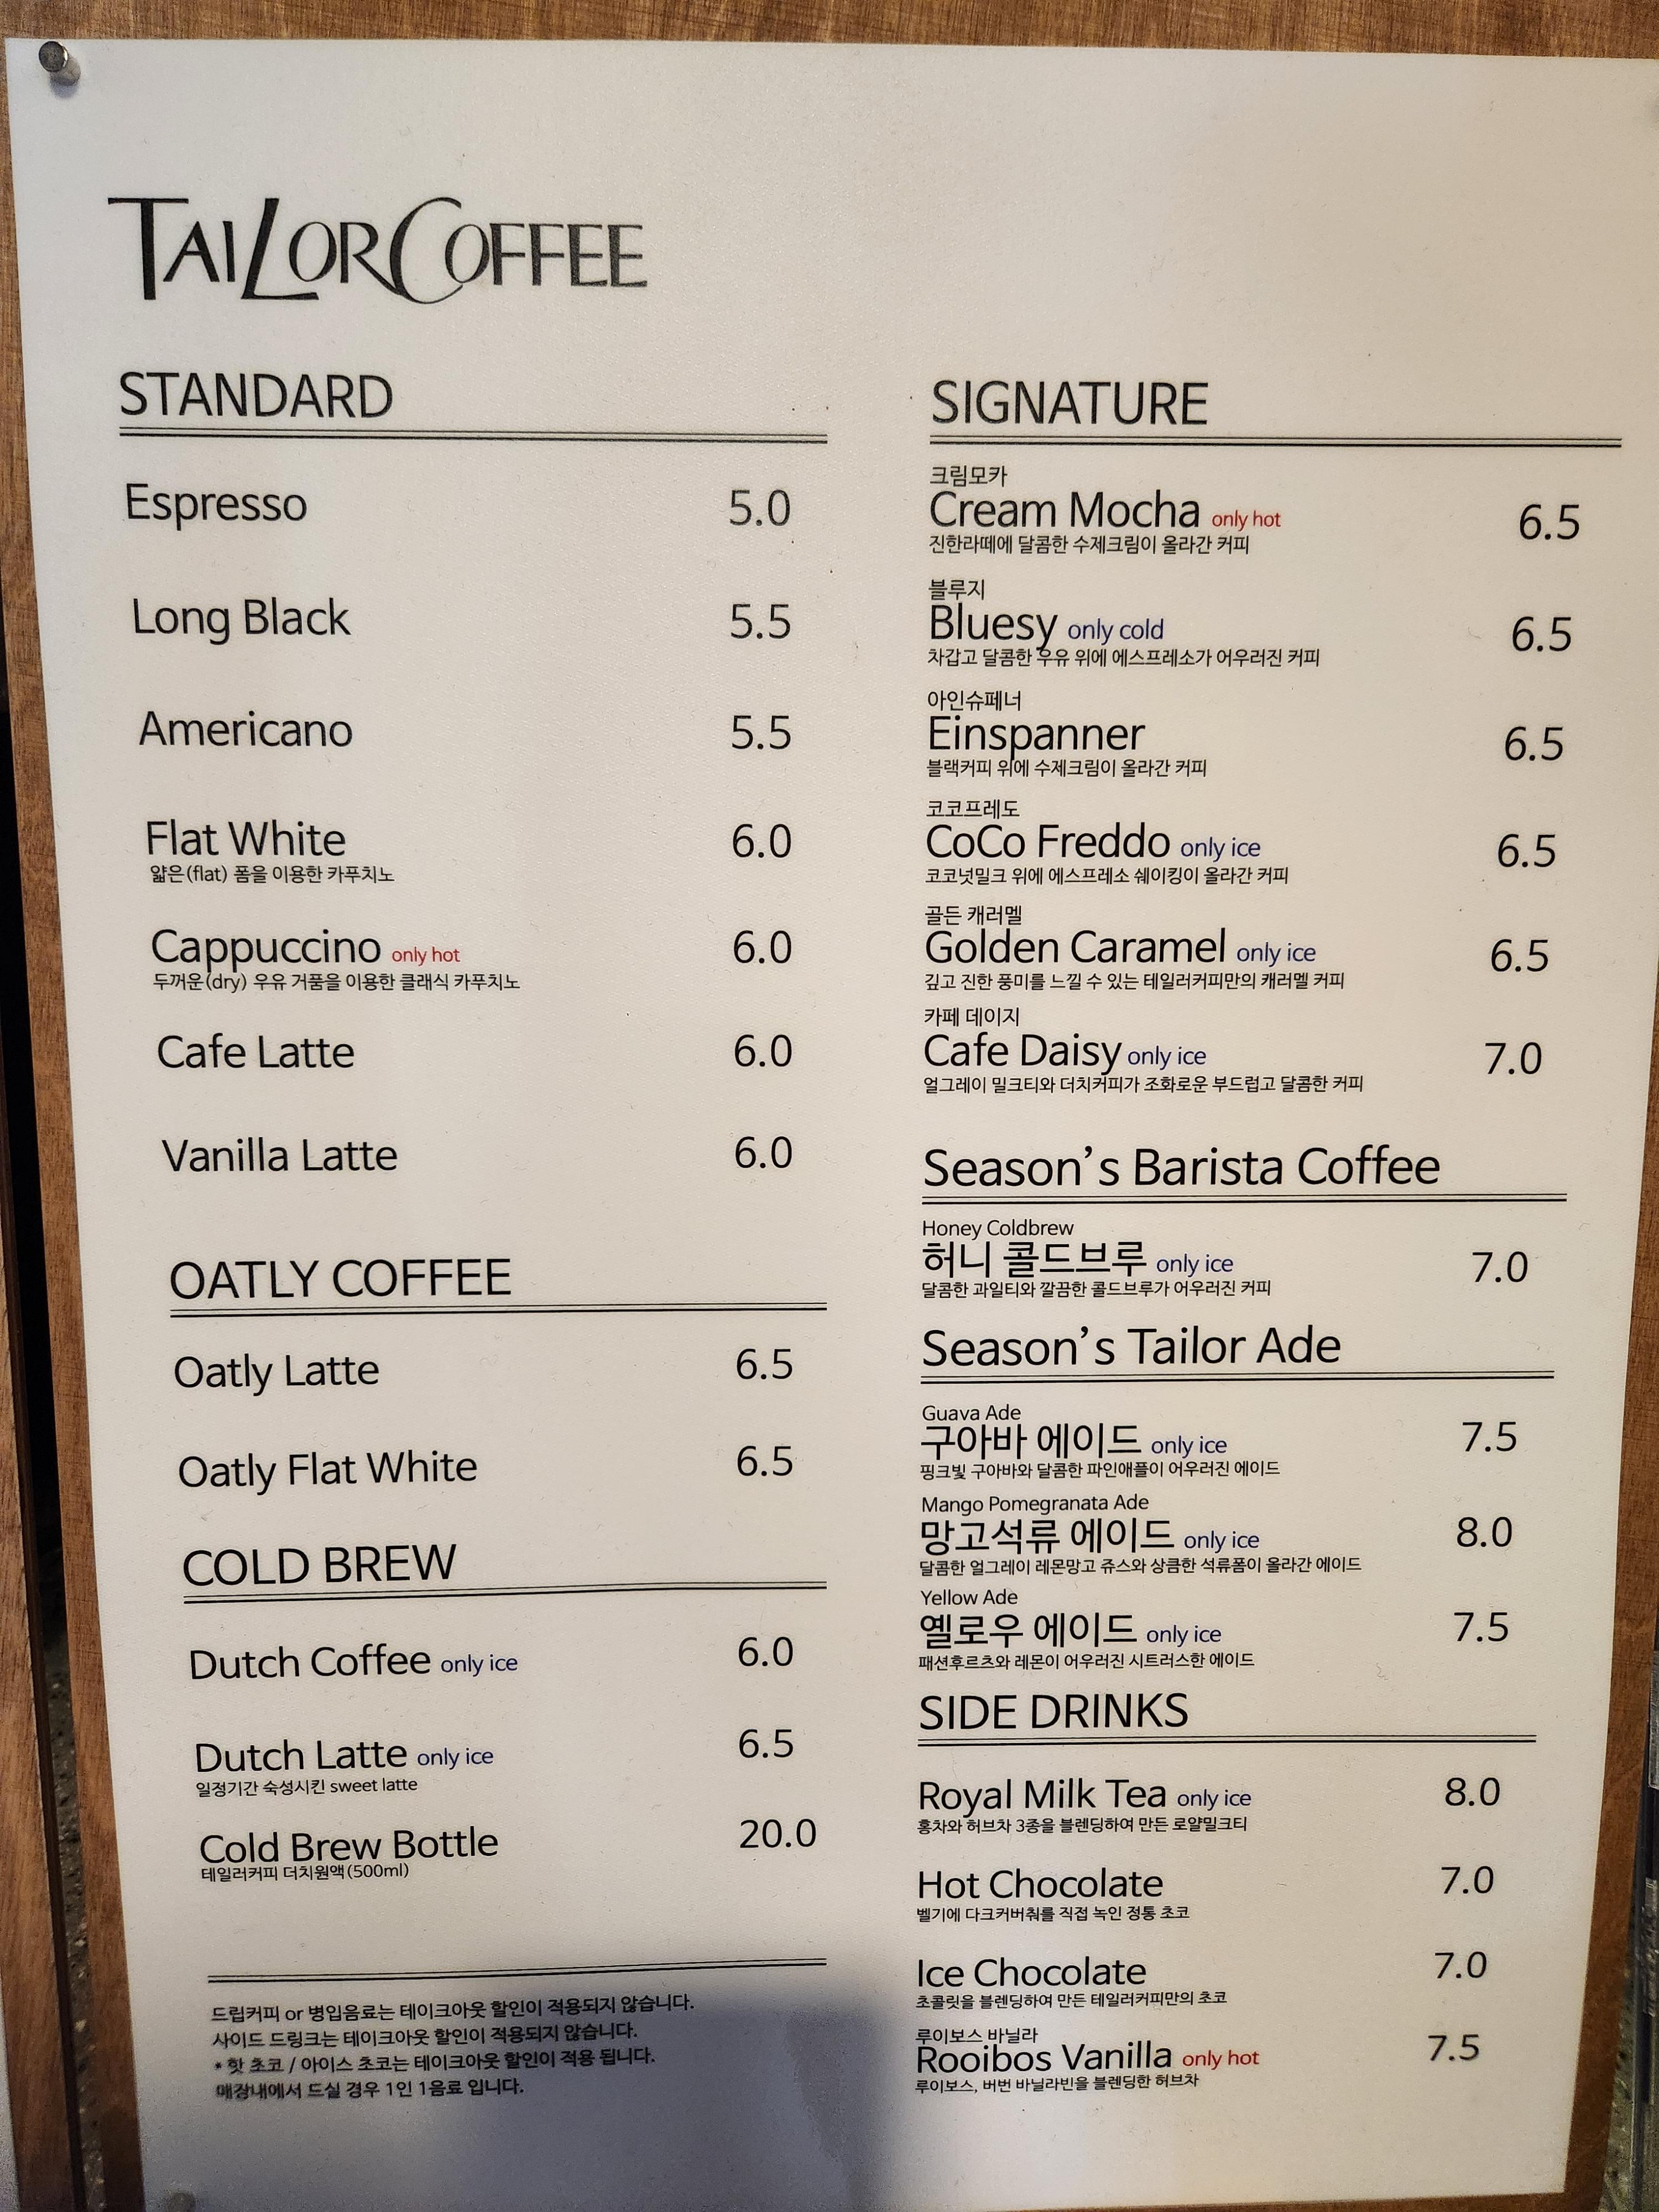 TAILOR COFFEE
STANDARD
Espresso 5.0
Long Black 5.5
Americano 5.5
Flat White 6.0
얇은(flat) 폼을 이용한 카푸치노
Cappuccino only hot 6.0
두꺼운(dry) 우유 거품을 이용한 클래식 카푸치노
Cafe Latte 6.0
Vanilla Latte 6.0
OATLY COFFEE
Oatly Latte 6.5
Oatly Flat White 6.5
COLD BREW
Dutch Coffee only ice 6.0
Dutch Latte only ice 6.5
일정기간 숙성시킨 sweet latte
Cold Brew Bottle 20.0
테일러커피 더치원액(500ml)
드립커피 or 병입음료는 테이크아웃 할인이 적용되지 않습니다.
사이드 드링크는 테이크아웃 할인이 적용되지 않습니다.
* 핫 초코 / 아이스 초코는 테이크아웃 할인이 적용 됩니다.
매장내에서 드실 경우 1인 1음료 입니다.
SIGNATURE
크림모카
Cream Mocha only hot 6.5
진한라떼에 달콤한 수제크림이 올라간 커피
블루지
Bluesy only cold 6.5
차갑고 달콤한 우유 위에 에스프레소가 어우러진 커피
아인슈페너
Einspanner 6.5
블랙커피 위에 수제크림이 올라간 커피
코코프레도
CoCo Freddo only ice 6.5
코코넛밀크 위에 에스프레소 쉐이킹이 올라간 커피
골든 캐러멜
Golden Caramel only ice 6.5
깊고 진한 풍미를 느낄 수 있는 테일러커피만의 캐러멜 커피
카페 데이지
Cafe Daisy only ice 7.0
얼그레이 밀크티와 더치커피가 조화로운 부드럽고 달콤한 커피
Season’s Barista Coffee
Honey Coldbrew
허니 콜드브루 only ice 7.0
달콤한 과일티와 깔끔한 콜드브루가 어우러진 커피
Season’s Tailor Ade
Guava Ade
구아바 에이드 only ice 7.5
핑크빛 구아바와 달콤한 파인애플이 어우러진 에이드
Mango Pomegranata Ade
망고석류 에이드 only ice 8.0
달콤한 얼그레이 레몬망고 쥬스와 상큼한 석류폼이 올라간 에이드
Yellow Ade
옐로우 에이드 only ice 7.5
패션후르츠와 레몬이 어우러진 시트러스한 에이드
SIDE DRINKS
Royal Milk Tea only ice 8.0
홍차와 허브차 3종을 블렌딩하여 만든 로얄밀크티
Hot Chocolate 7.0
벨기에 다크커버춰를 직접 녹인 정통 초코
Ice Chocolate 7.0
초콜릿을 블렌딩하여 만든 테일러커피만의 초코
루이보스 바닐라
Rooibos Vanilla only hot 7.5
루이보스, 버번 바닐라빈을 블렌딩한 허브차